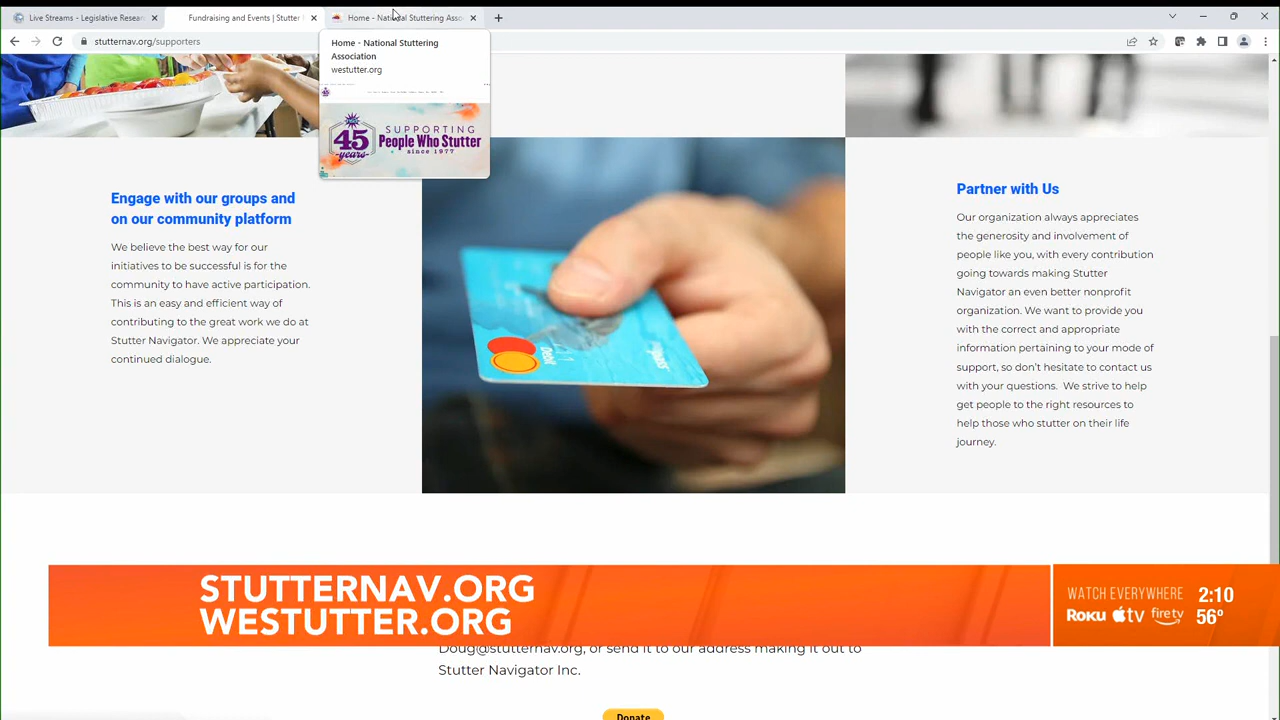 Live Streams - Legislative Resear
Fundraising and Events | Stutter
Home - National Stuttering Asso
stutternav.org/supporters
Home - National Stuttering
Association
westutter.org
45
years
SUPPORTING
People Who Stutter
since 1977
Engage with our groups and
on our community platform
We believe the best way for our
initiatives to be successful is for the
community to have active participation.
This is an easy and efficient way of
contributing to the great work we do at
Stutter Navigator. We appreciate your
continued dialogue.
Debit
Partner with Us
Our organization always appreciates
the generosity and involvement of
people like you, with every contribution
going towards making Stutter
Navigator an even better nonprofit
organization. We want to provide you
with the correct and appropriate
information pertaining to your mode of
support, so don't hesitate to contact us
with your questions.  We strive to help
get people to the right resources to
help those who stutter on their life
journey.
STUTTERNAV.ORG
WESTUTTER.ORG
WATCH EVERYWHERE 2:10
Roku tv firetv 56°
Doug@stutternav.org, or send it to our address making it out to
Stutter Navigator Inc.
Donate